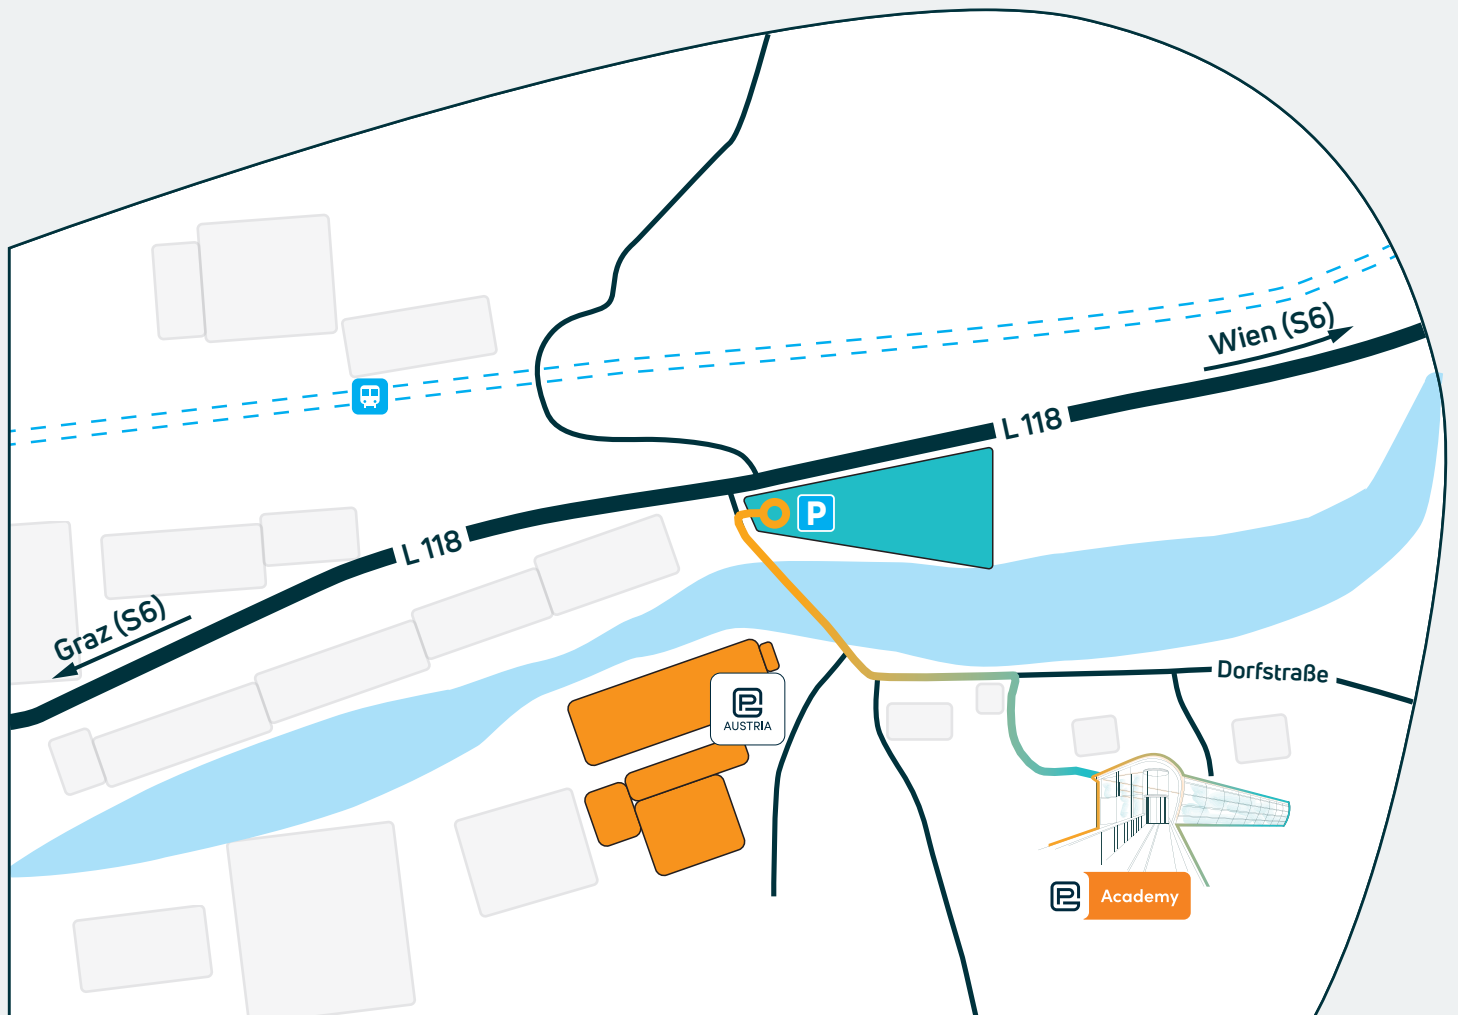 Wien (S6)
L 118
P
L 118
Graz (S6)
Dorfstraße
AUSTRIA
Academy